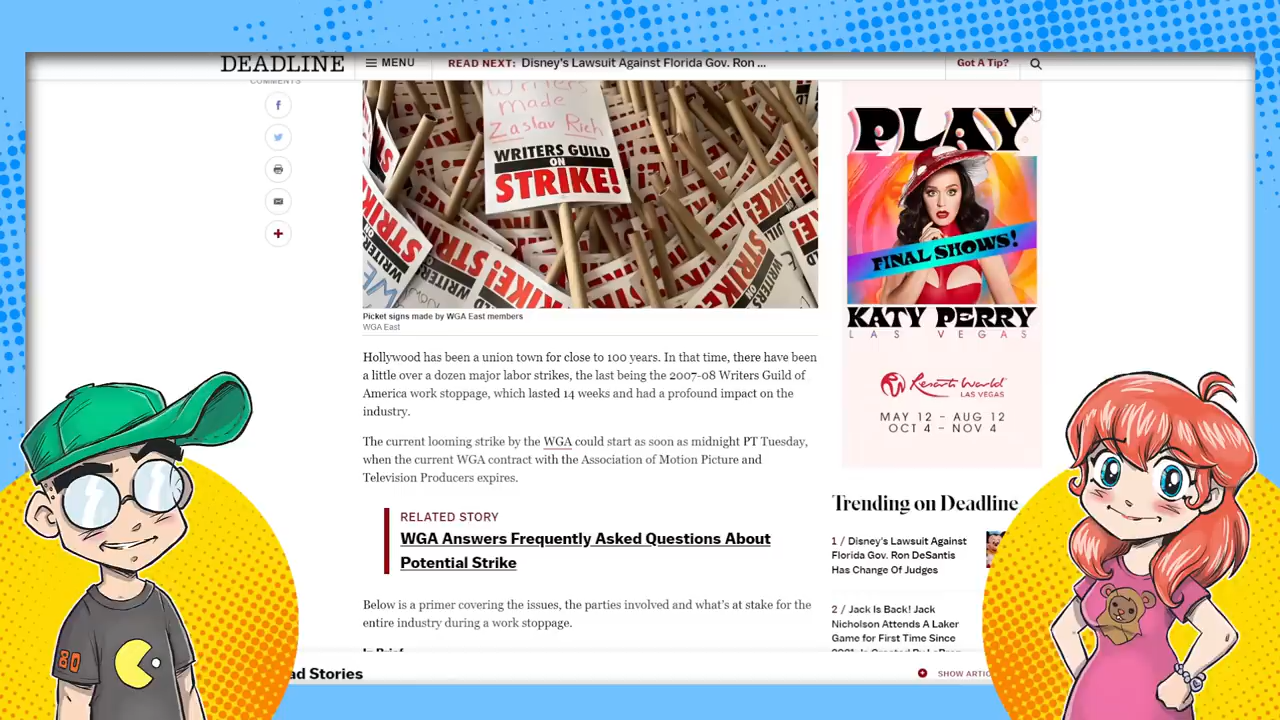 DEADLINE
MENU
READ NEXT: Disney's Lawsuit Against Florida Gov. Ron ...
Got A Tip?
COMMENTS
Writers
made
Zaslav Rich
WRITERS GUILD
ON
STRIKE!
Picket signs made by WGA East members
WGA East
Hollywood has been a union town for close to 100 years. In that time, there have been
a little over a dozen major labor strikes, the last being the 2007-08 Writers Guild of
America work stoppage, which lasted 14 weeks and had a profound impact on the
industry.
The current looming strike by the WGA could start as soon as midnight PT Tuesday,
when the current WGA contract with the Association of Motion Picture and
Television Producers expires.
RELATED STORY
WGA Answers Frequently Asked Questions About
Potential Strike
Below is a primer covering the issues, the parties involved and what's at stake for the
entire industry during a work stoppage.
In Brief
ad Stories
SHOW ARTIC
PLAY
FINAL SHOWS!
KATY PERRY
LAS VEGAS
Resorts World
LAS VEGAS
MAY 12 - AUG 12
OCT 4 - NOV 4
Trending on Deadline
1 / Disney's Lawsuit Against
Florida Gov. Ron DeSantis
Has Change Of Judges
2 / Jack Is Back! Jack
Nicholson Attends A Laker
Game for First Time Since
80